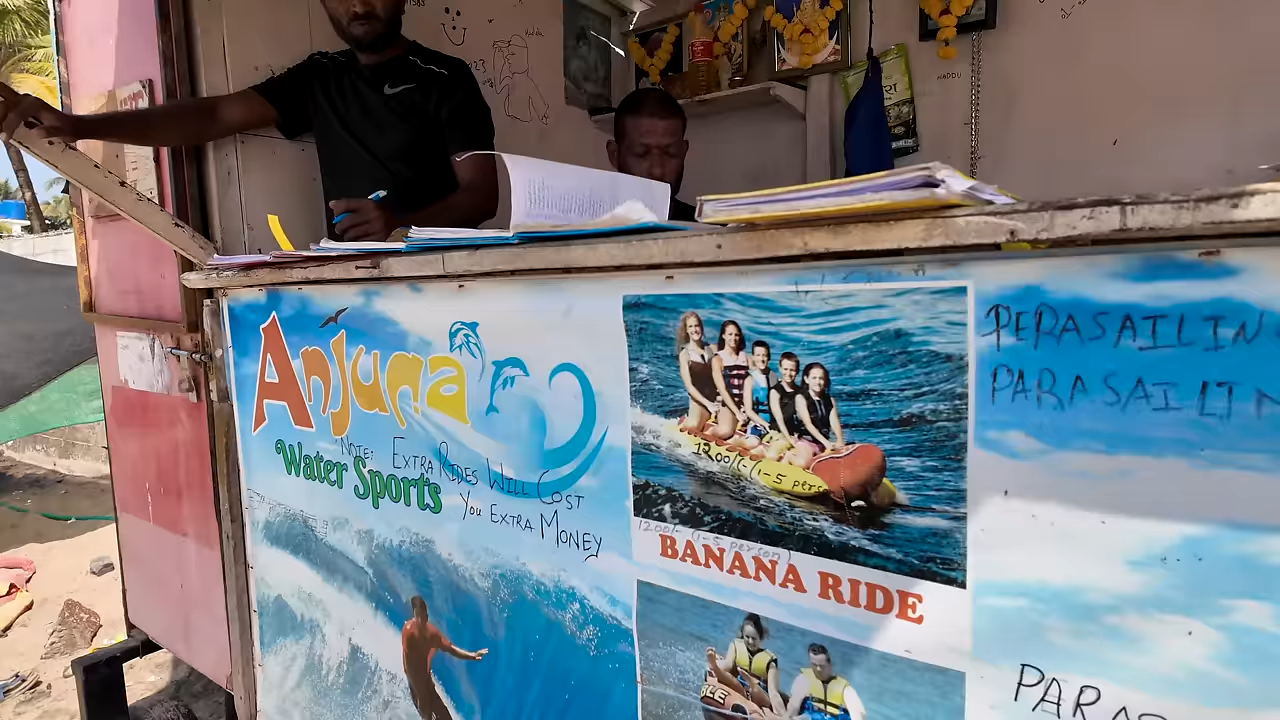 HADDU
Anjuna
Water Sports
NOTE: EXTRA RIDES WILL COST
YOU EXTRA MONEY
1200/- (1-5 pers
1200/- (1-5 person)
BANANA RIDE
PERASAILIN
PARASAILIN
PARA